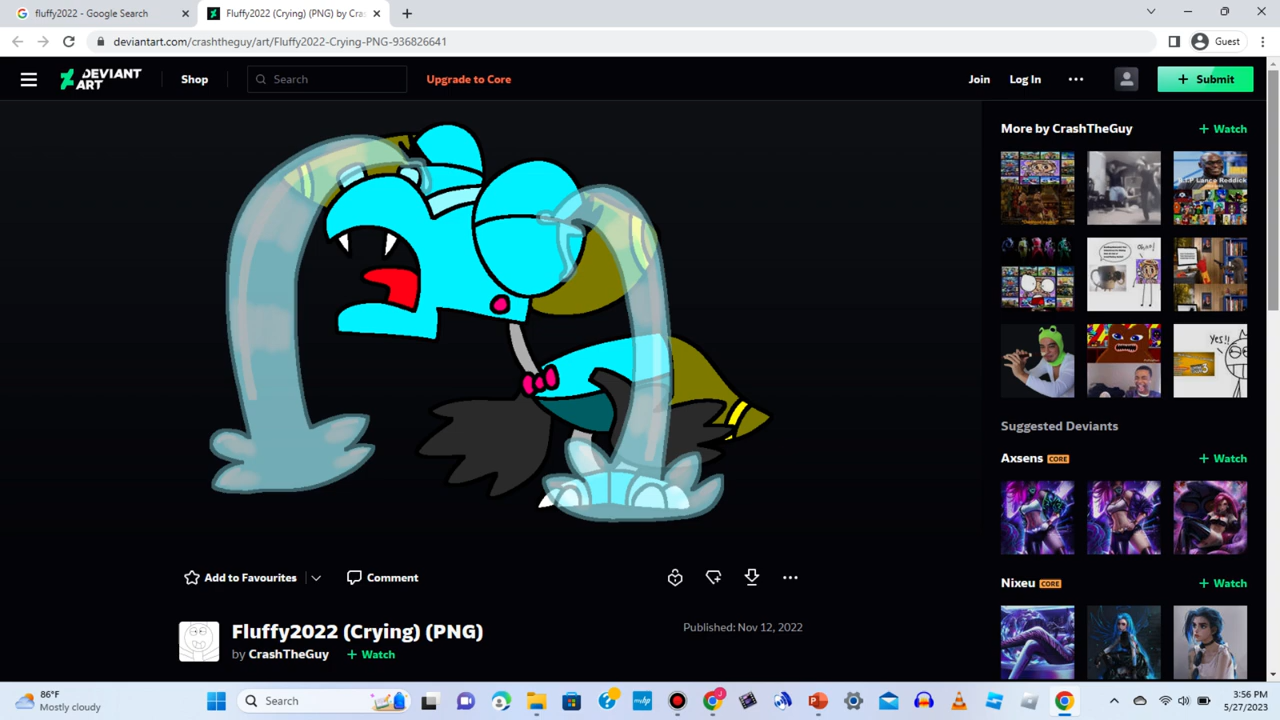 fluffy2022 - Google Search
Fluffy2022 (Crying) (PNG) by Cra
deviantart.com/crashtheguy/art/Fluffy2022-Crying-PNG-936826641
Guest
DEVIANT ART
Shop
Search
Upgrade to Core
Join
Log In
Submit
More by CrashTheGuy
+ Watch
R.I.P Lance Reddick
Yes!!
Suggested Deviants
Axsens CORE
+ Watch
Nixeu CORE
+ Watch
Add to Favourites
Comment
Fluffy2022 (Crying) (PNG)
by CrashTheGuy
+ Watch
Published: Nov 12, 2022
86°F
Mostly cloudy
Search
3:56 PM
5/27/2023